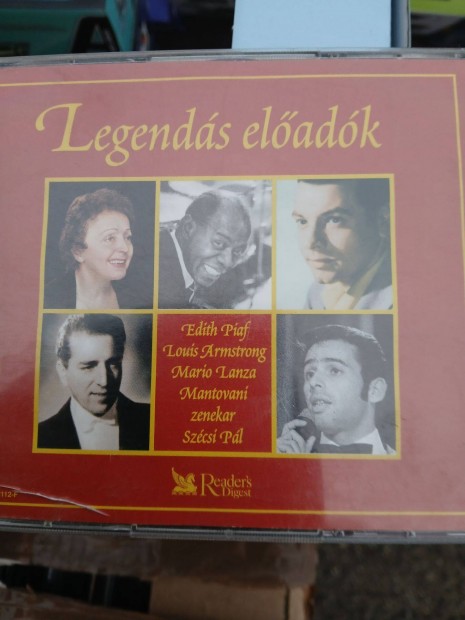 Legendás előadók
Edith Piaf
Louis Armstrong
Mario Lanza
Mantovani
zenekar
Szécsi Pál
Reader's
Digest